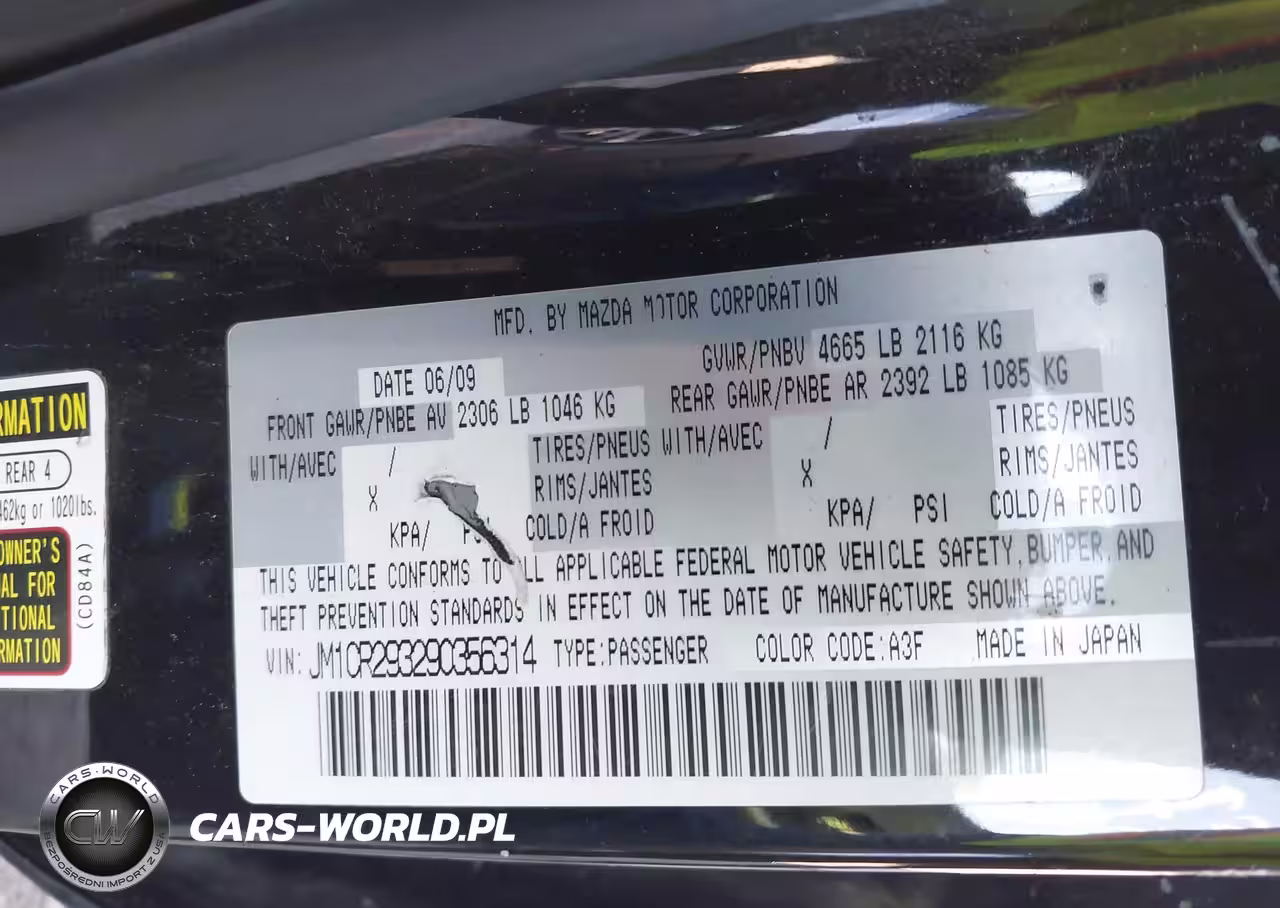 MFD. BY MAZDA MOTOR CORPORATION
GVWR/PNBV 4665 LB 2116 KG
DATE 06/09
FRONT GAWR/PNBE AV 2306 LB 1046 KG
REAR GAWR/PNBE AR 2392 LB 1085 KG
WITH/AVEC / TIRES/PNEUS WITH/AVEC / TIRES/PNEUS
X RIMS/JANTES X RIMS/JANTES
KPA/ COLD/A FROID KPA/ PSI COLD/A FROID
THIS VEHICLE CONFORMS TO ALL APPLICABLE FEDERAL MOTOR VEHICLE SAFETY, BUMPER, AND
THEFT PREVENTION STANDARDS IN EFFECT ON THE DATE OF MANUFACTURE SHOWN ABOVE.
VIN: JM1CR293290356314 TYPE:PASSENGER COLOR CODE:A3F MADE IN JAPAN
RMATION
REAR 4
462kg or 1020lbs.
OWNER'S
AL FOR
TIONAL
RMATION
(CD84A)
CARS-WORLD
CW
BEZPOŚREDNI IMPORT Z USA
CARS-WORLD.PL